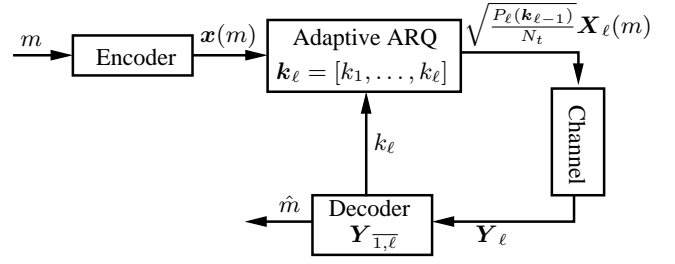 m
Encoder
x(m)
Adaptive ARQ
k_ℓ = [k_1, . . . , k_ℓ]
√(P_ℓ(k_{ℓ−1})/N_t) X_ℓ(m)
Channel
k_ℓ
m̂
Decoder
Y_{\overline{1,ℓ}}
Y_ℓ